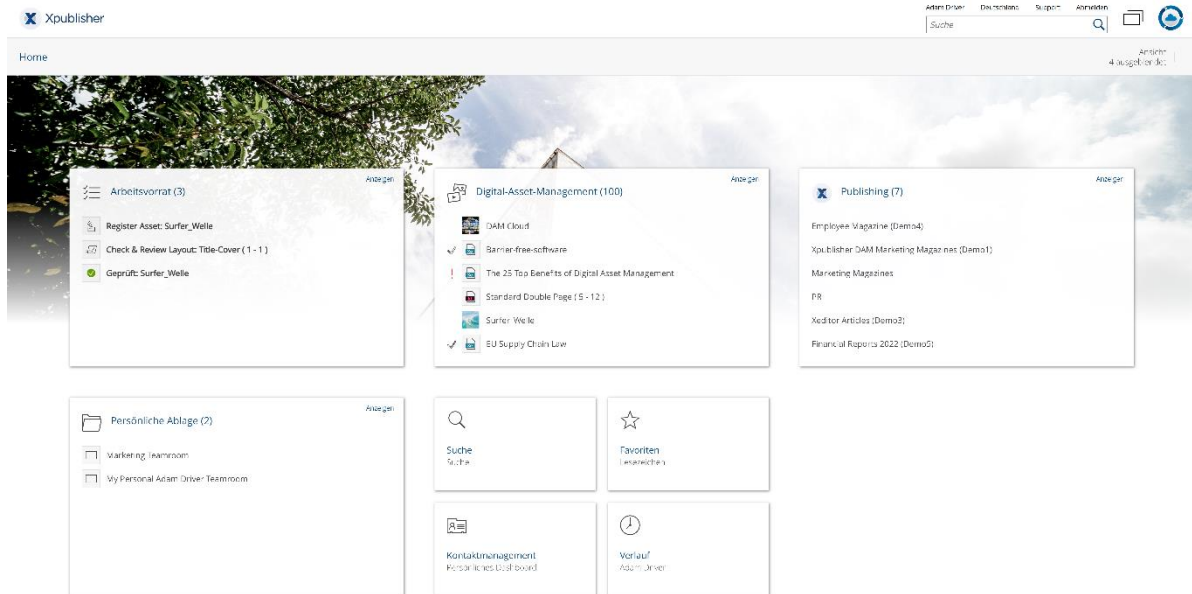 Xpublisher
Adam Driver Deutschland Support Abmelden
Suche
Home
Ansicht
4 ausgeblendet
Arbeitsvorrat (3)
Anzeigen
Register Asset: Surfer_Welle
Check & Review Layout: Title-Cover ( 1 - 1 )
Geprüft: Surfer_Welle
Digital-Asset-Management (100)
Anzeigen
DAM Cloud
Barrier-free-software
The 25 Top Benefits of Digital Asset Management
Standard Double Page ( 5 - 12 )
Surfer_Welle
EU Supply Chain Law
Publishing (7)
Anzeigen
Employee Magazine (Demo4)
Xpublisher DAM Marketing Magazines (Demo1)
Marketing Magazines
PR
Xeditor Articles (Demo3)
Financial Reports 2022 (Demo5)
Persönliche Ablage (2)
Anzeigen
Marketing Teamroom
My Personal Adam Driver Teamroom
Suche
Suche
Favoriten
Lesezeichen
Kontaktmanagement
Persönliches Dashboard
Verlauf
Adam Driver